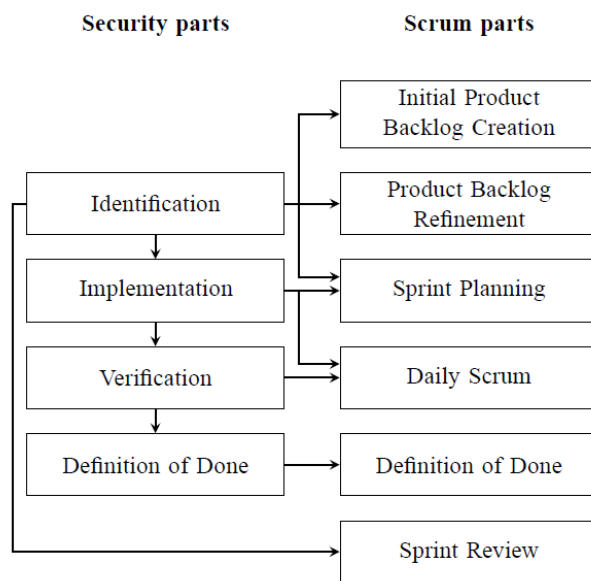 Security parts
Scrum parts
Initial Product
Backlog Creation
Identification
Product Backlog
Refinement
Implementation
Sprint Planning
Verification
Daily Scrum
Definition of Done
Definition of Done
Sprint Review